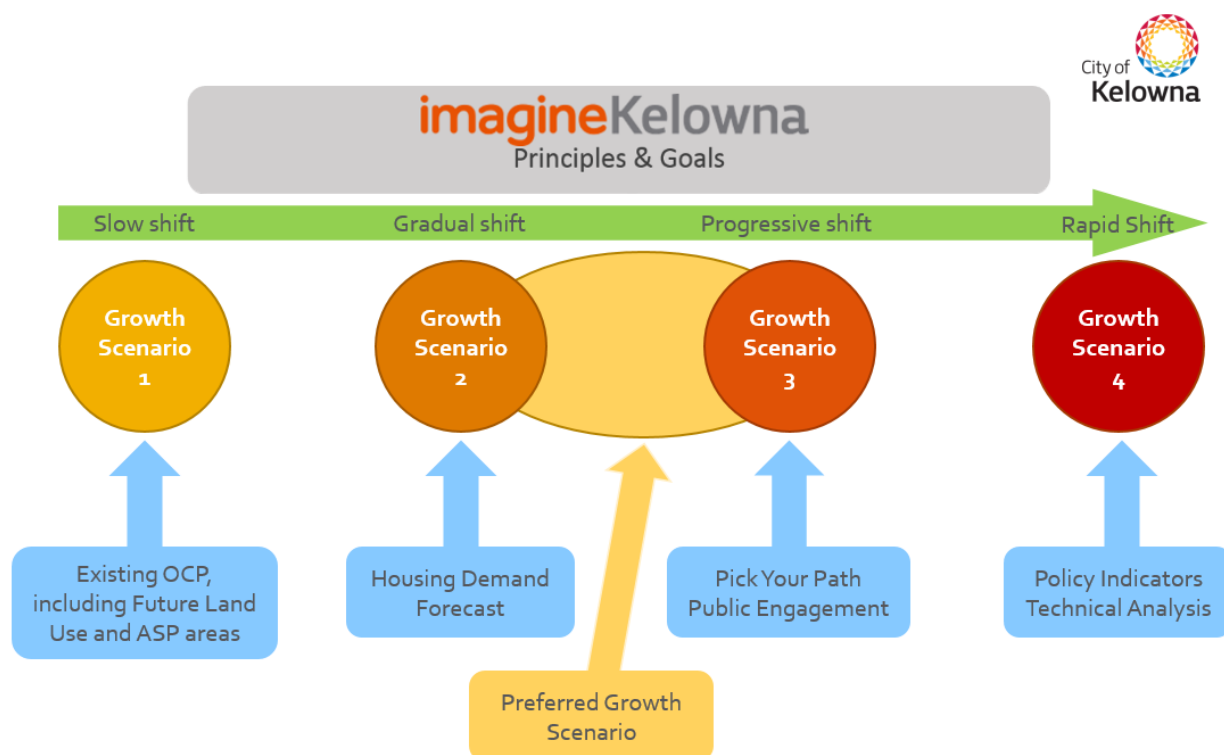 City of
Kelowna
imagineKelowna
Principles & Goals
Slow shift
Gradual shift
Progressive shift
Rapid Shift
Growth
Scenario
1
Growth
Scenario
2
Growth
Scenario
3
Growth
Scenario
4
Existing OCP,
including Future Land
Use and ASP areas
Housing Demand
Forecast
Pick Your Path
Public Engagement
Policy Indicators
Technical Analysis
Preferred Growth
Scenario